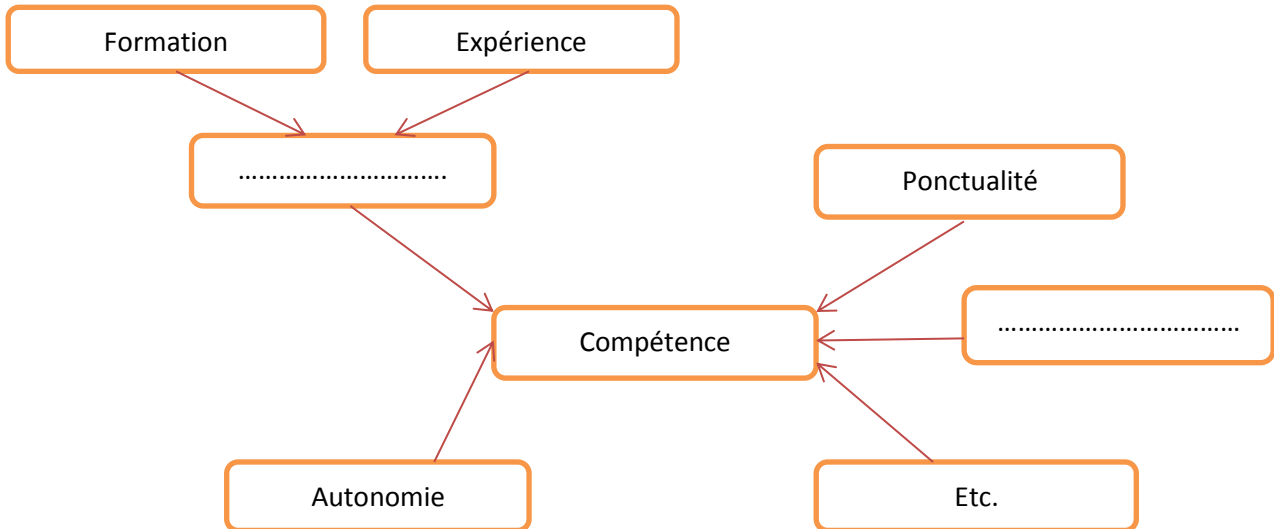 Formation
Expérience
………………………….
Ponctualité
………………………………
Compétence
Autonomie
Etc.